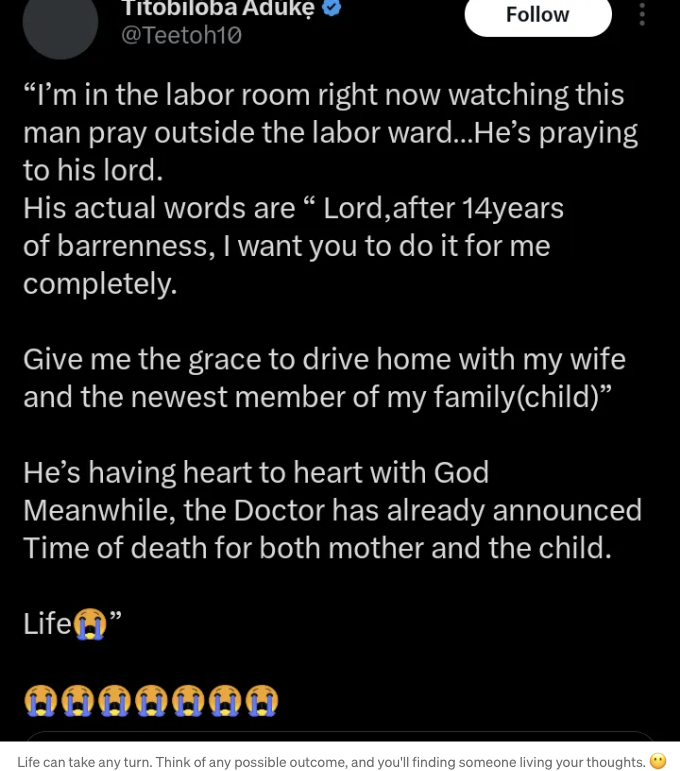 Titobiloba Adukẹ
@Teetoh10
Follow
“I’m in the labor room right now watching this
man pray outside the labor ward...He’s praying
to his lord.
His actual words are “ Lord,after 14years
of barrenness, I want you to do it for me
completely.
Give me the grace to drive home with my wife
and the newest member of my family(child)”
He’s having heart to heart with God
Meanwhile, the Doctor has already announced
Time of death for both mother and the child.
Life😭”
😭😭😭😭😭😭😭
Life can take any turn. Think of any possible outcome, and you'll finding someone living your thoughts. 😶